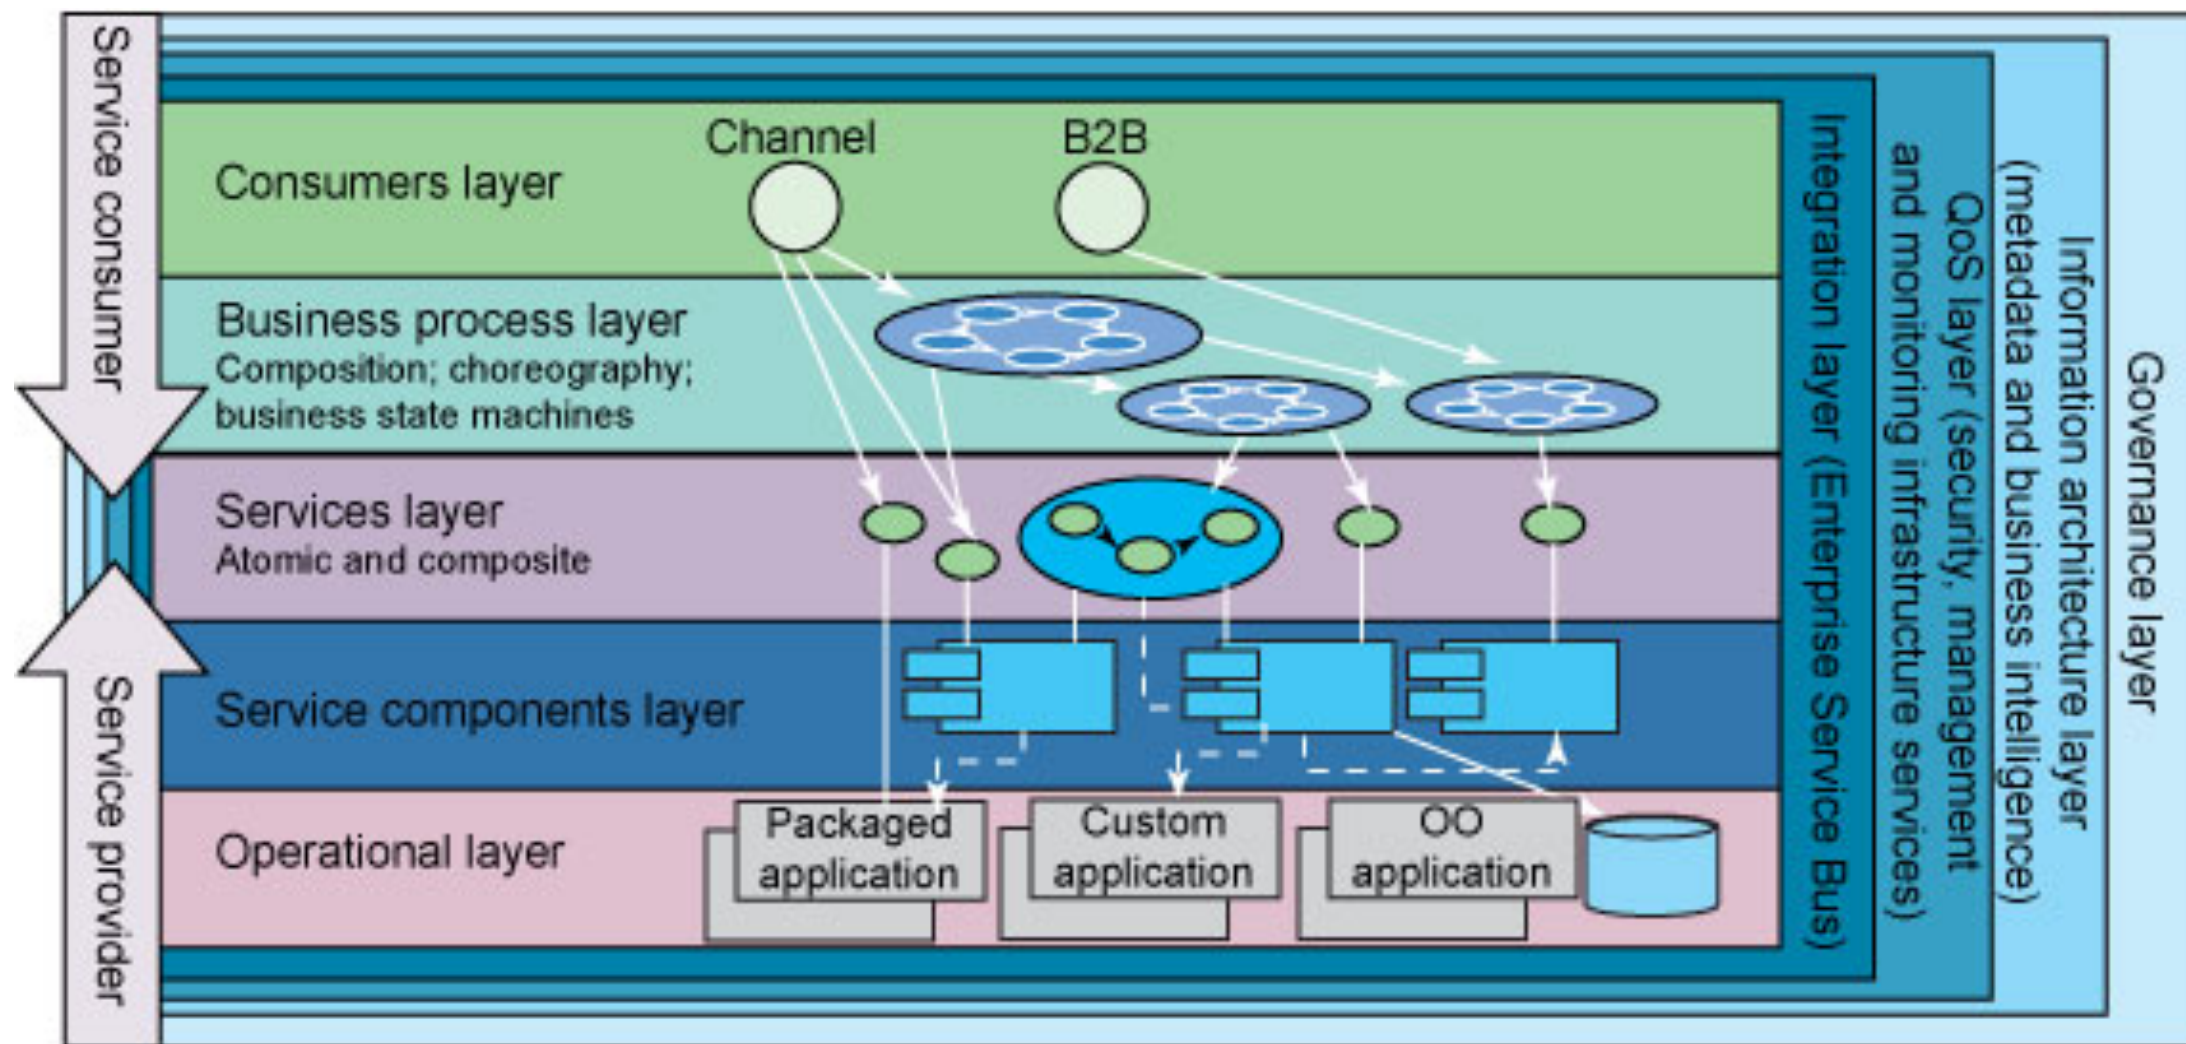 Service consumer
Service provider
Channel
B2B
Consumers layer
Business process layer
Composition; choreography;
business state machines
Services layer
Atomic and composite
Service components layer
Operational layer
Packaged
application
Custom
application
OO
application
Integration layer (Enterprise Service Bus)
QoS layer (security, management
and monitoring infrastructure services)
Information architecture layer
(metadata and business intelligence)
Governance layer